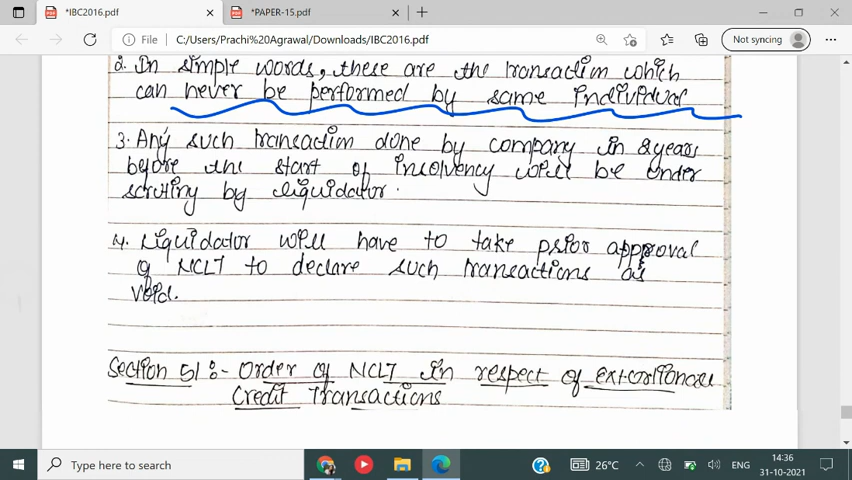 *IBC2016.pdf
*PAPER-15.pdf
File C:/Users/Prachi%20Agrawal/Downloads/IBC2016.pdf
Not syncing
2. In simple words, these are the transaction which
can never be performed by same individual
3. Any such transaction done by company in 2 years
before the start of insolvency will be under
scrutiny by liquidator.
4. Liquidator will have to take prior approval
of NCLT to declare such transactions as
void.
Section 51:- Order of NCLT in respect of extortionate
Credit Transactions
Type here to search
26°C
ENG
14:36
31-10-2021